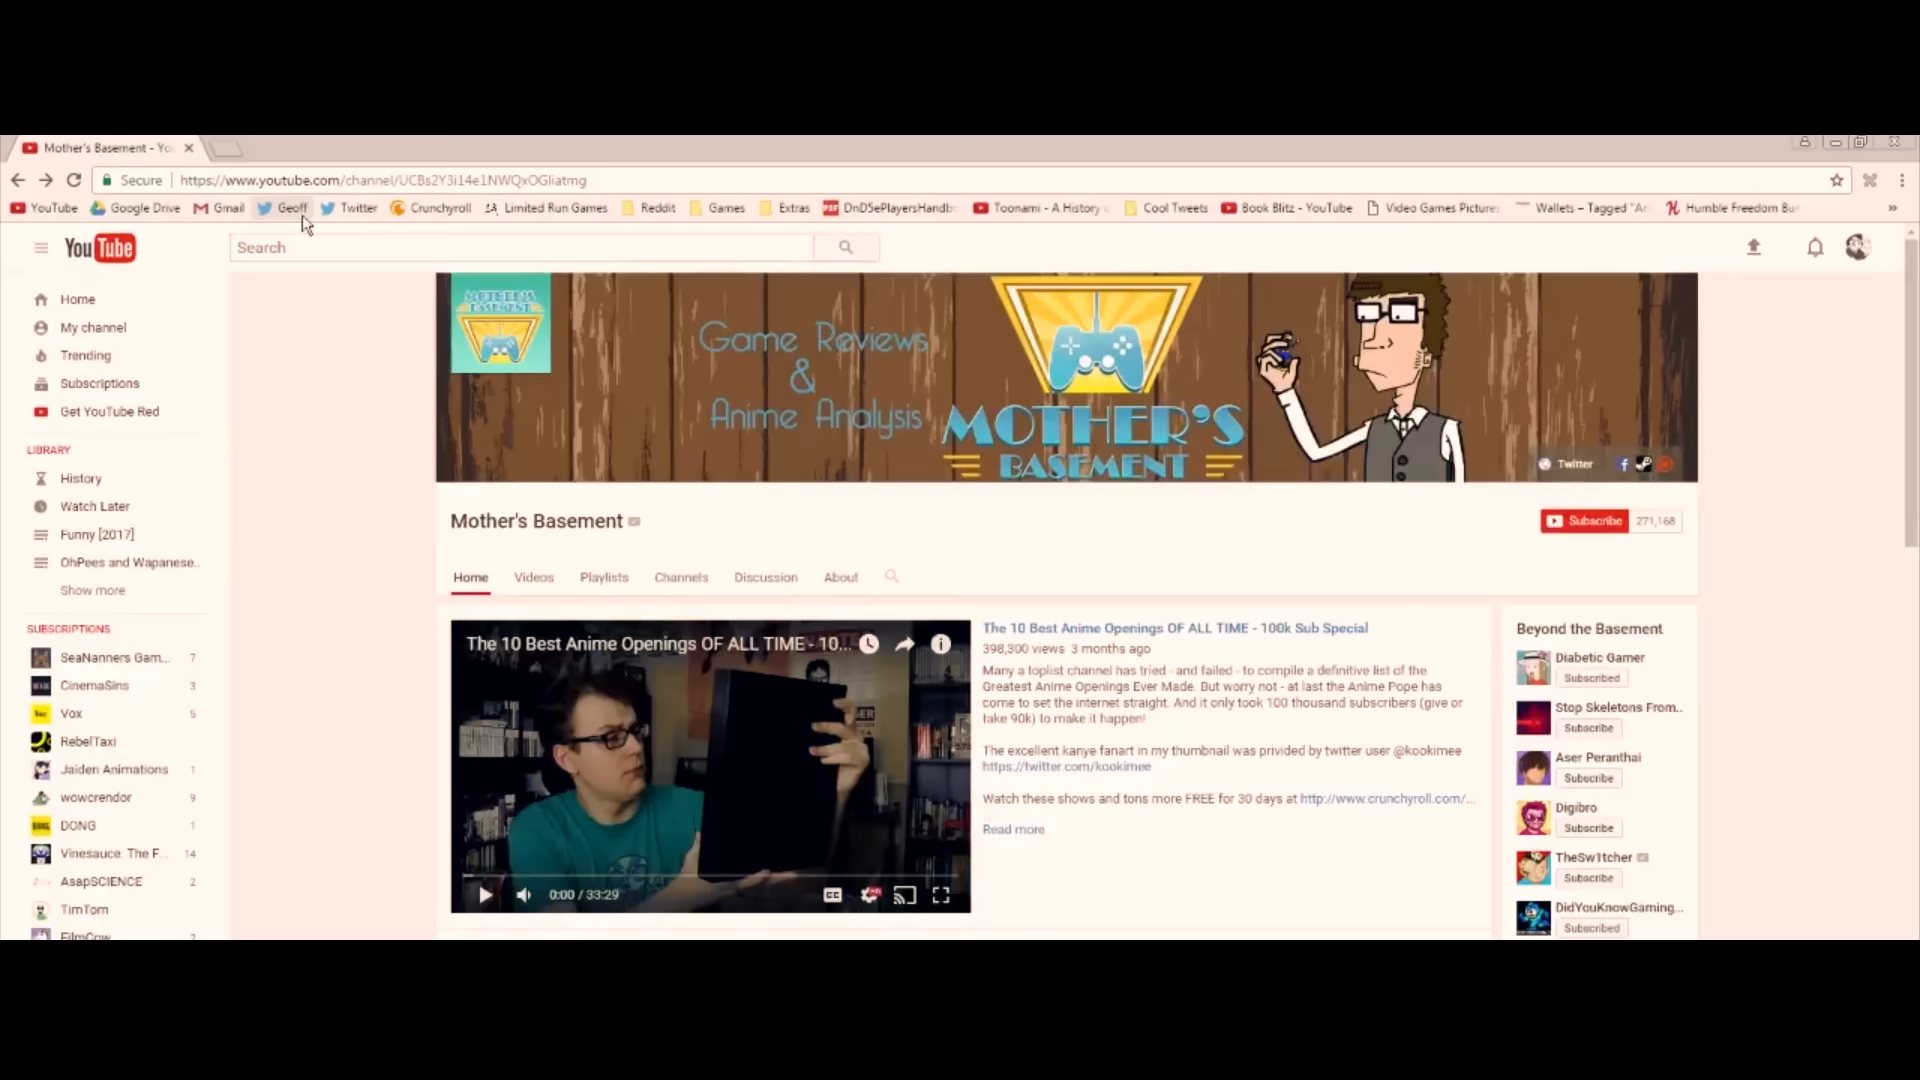 Mother's Basement - Yo
Secure https://www.youtube.com/channel/UCBs2Y3i14e1NWQxOGliatmg
YouTube Google Drive Gmail Geoff Twitter Crunchyroll Limited Run Games Reddit Games Extras DnD5ePlayersHandb Toonami - A History Cool Tweets Book Blitz - YouTube Video Games Picture Wallets – Tagged "A Humble Freedom Bu »
YouTube
Search
Home
My channel
Trending
Subscriptions
Get YouTube Red
LIBRARY
History
Watch Later
Funny [2017]
OhPees and Wapanese..
Show more
SUBSCRIPTIONS
SeaNanners Gam... 7
CinemaSins 3
Vox
RebelTaxi
Jaiden Animations 1
wowcrendor 9
DONG 1
Vinesauce: The F... 14
AsapSCIENCE 2
TimTom
FilmCow
MOTHER'S
BASEMENT
Game Reviews
&
Anime Analysis
MOTHER'S
BASEMENT
Twitter
Mother's Basement
Subscribe 271,168
Home Videos Playlists Channels Discussion About
The 10 Best Anime Openings OF ALL TIME - 10...
0:00 / 33:29
CC
The 10 Best Anime Openings OF ALL TIME - 100k Sub Special
398,300 views 3 months ago
Many a toplist channel has tried - and failed - to compile a definitive list of the
Greatest Anime Openings Ever Made. But worry not - at last the Anime Pope has
come to set the internet straight. And it only took 100 thousand subscribers (give or
take 90k) to make it happen!
The excellent kanye fanart in my thumbnail was privided by twitter user @kookimee
https://twitter.com/kookimee
Watch these shows and tons more FREE for 30 days at http://www.crunchyroll.com/...
Read more
Beyond the Basement
Diabetic Gamer
Subscribed
Stop Skeletons From..
Subscribe
Aser Peranthai
Subscribe
Digibro
Subscribe
TheSw1tcher
Subscribe
DidYouKnowGaming...
Subscribed